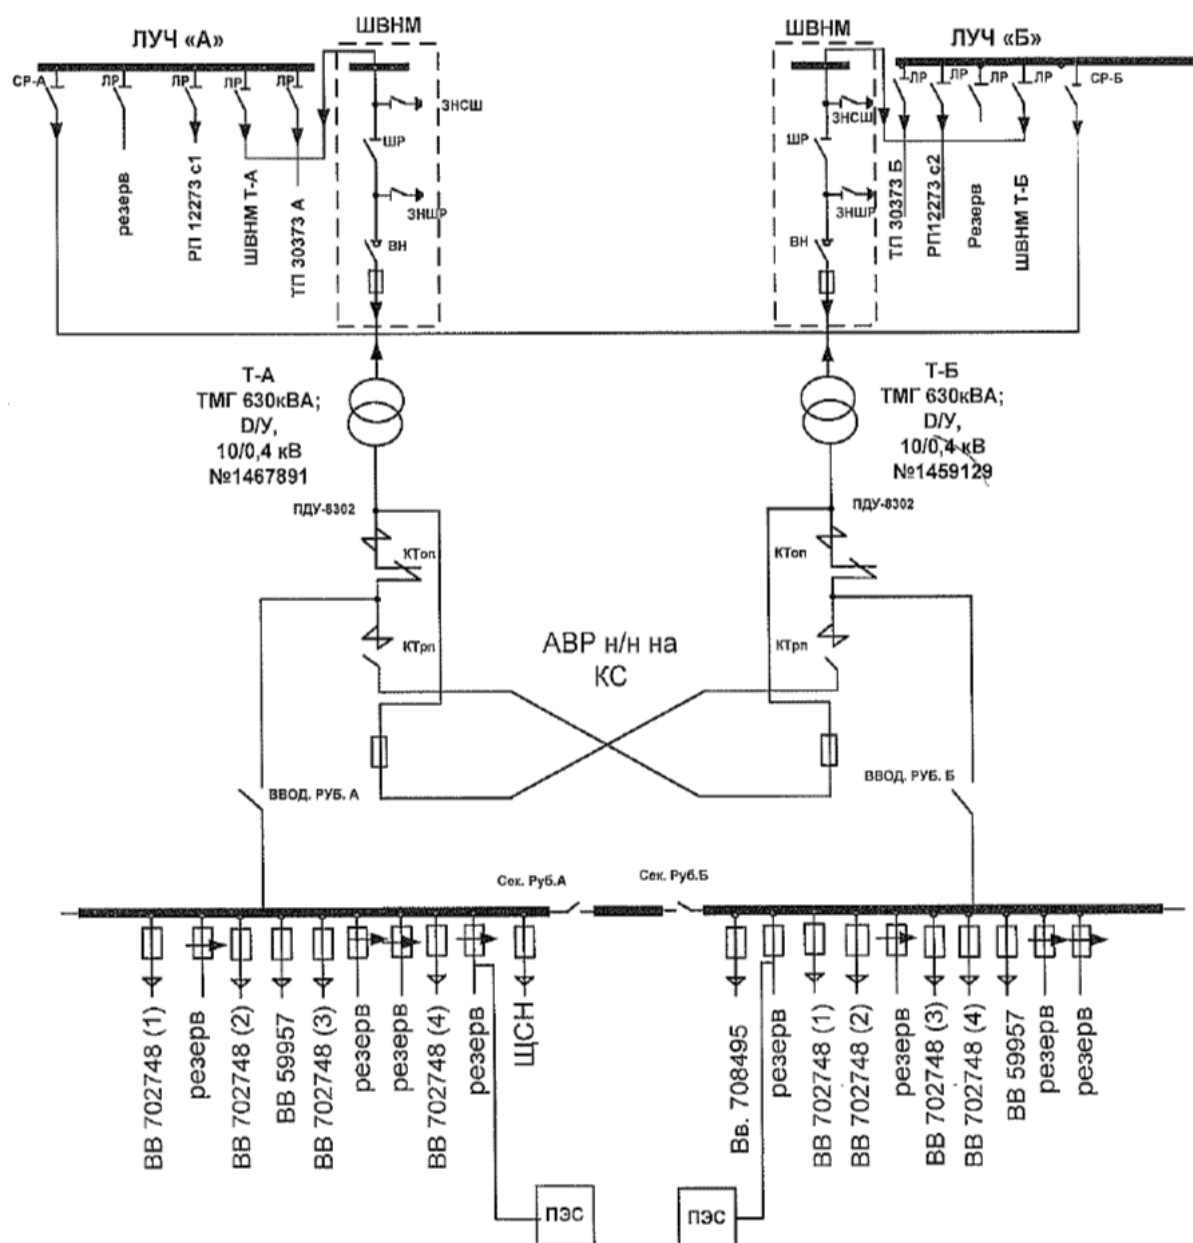 ШВНМ
ШВНМ
ЛУЧ «А»
ЛУЧ «Б»
СР-А
ЛР
ЛР
ЛР
ЛР
ЛР
ЛР
ЛР
ЛР
СР-Б
ЗНСШ
ЗНСШ
ШР
ШР
резерв
РП 12273 с1
ШВНМ Т-А
ТП 30373 А
ЗНШР
ЗНШР
ВН
ВН
ТП 30373 Б
РП12273 с2
Резерв
ШВНМ Т-Б
Т-А
ТМГ 630кВА;
D/У,
10/0,4 кВ
№1467891
Т-Б
ТМГ 630кВА;
D/У,
10/0,4 кВ
№1459129
ПДУ-8302
ПДУ-8302
КТоп
КТоп
КТрп
КТрп
АВР н/н на
КС
ВВОД. РУБ. А
ВВОД. РУБ. Б
Сек. Руб.А
Сек. Руб.Б
ВВ 702748 (1)
резерв
ВВ 702748 (2)
ВВ 59957
ВВ 702748 (3)
резерв
резерв
ВВ 702748 (4)
резерв
ЩСН
Вв. 708495
резерв
ВВ 702748 (1)
ВВ 702748 (2)
резерв
ВВ 702748 (3)
ВВ 702748 (4)
ВВ 59957
резерв
резерв
ПЭС
ПЭС